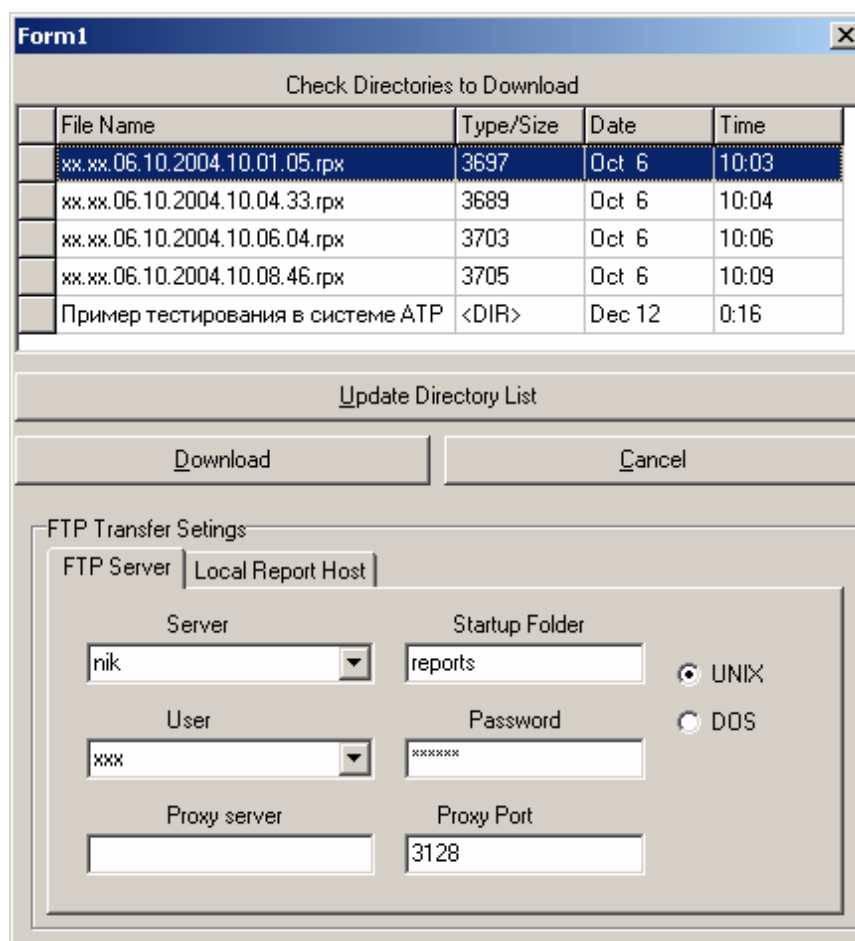 Form1
Check Directories to Download
File Name Type/Size Date Time
xx.xx.06.10.2004.10.01.05.rpx 3697 Oct 6 10:03
xx.xx.06.10.2004.10.04.33.rpx 3689 Oct 6 10:04
xx.xx.06.10.2004.10.06.04.rpx 3703 Oct 6 10:06
xx.xx.06.10.2004.10.08.46.rpx 3705 Oct 6 10:09
Пример тестирования в системе АТР <DIR> Dec 12 0:16
Update Directory List
Download Cancel
FTP Transfer Setings
FTP Server Local Report Host
Server Startup Folder
nik reports
UNIX
User Password
DOS
xxx ******
Proxy server Proxy Port
3128